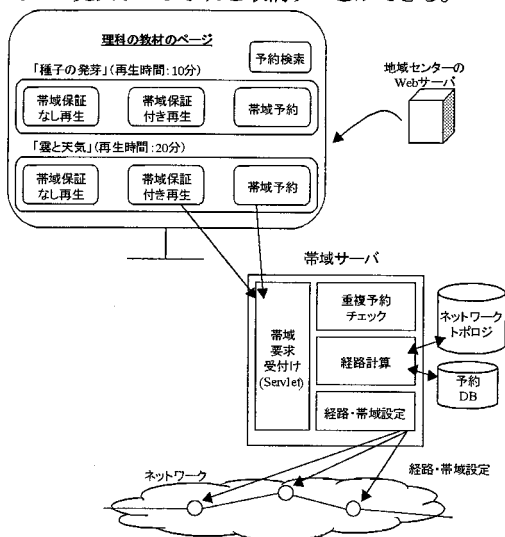 理科の教材のページ
予約検索
「種子の発芽」(再生時間:10分)
帯域保証
なし再生
帯域保証
付き再生
帯域予約
「雲と天気」(再生時間:20分)
帯域保証
なし再生
帯域保証
付き再生
帯域予約
地域センターの
Webサーバ
帯域サーバ
帯域
要求
受付け
(Servlet)
重複予約
チェック
経路計算
経路・帯域設定
ネットワーク
トポロジ
予約
DB
ネットワーク
経路・帯域設定